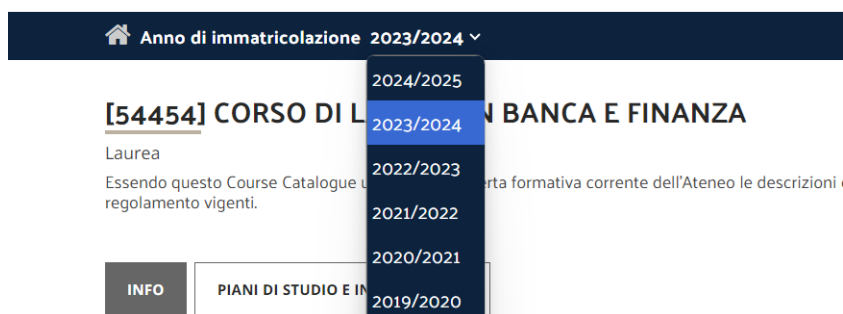 Anno di immatricolazione 2023/2024
2024/2025
2023/2024
2022/2023
2021/2022
2020/2021
2019/2020
[54454] CORSO DI L N BANCA E FINANZA
Laurea
Essendo questo Course Catalogue rta formativa corrente dell'Ateneo le descrizioni
regolamento vigenti.
INFO
PIANI DI STUDIO E IN